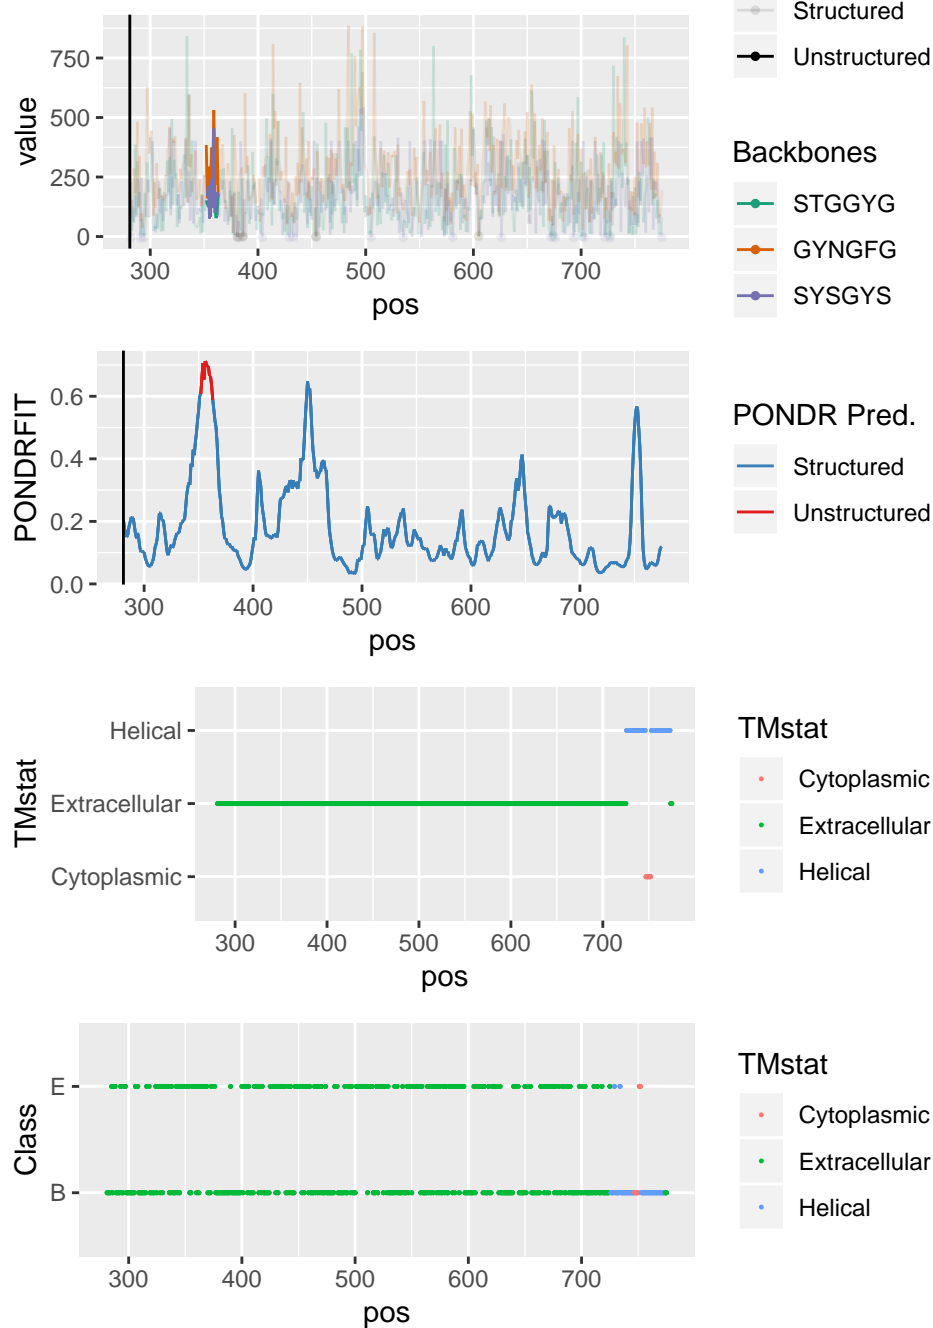 Structured
Unstructured
Backbones
STGGYG
GYNGFG
SYSGYS
value
750
500
250
0
300 400 500 600 700
pos
PONDRFIT
0.6
0.4
0.2
0.0
300 400 500 600 700
pos
PONDR Pred.
Structured
Unstructured
TMstat
Helical
Extracellular
Cytoplasmic
300 400 500 600 700
pos
TMstat
Cytoplasmic
Extracellular
Helical
Class
E
B
300 400 500 600 700
pos
TMstat
Cytoplasmic
Extracellular
Helical